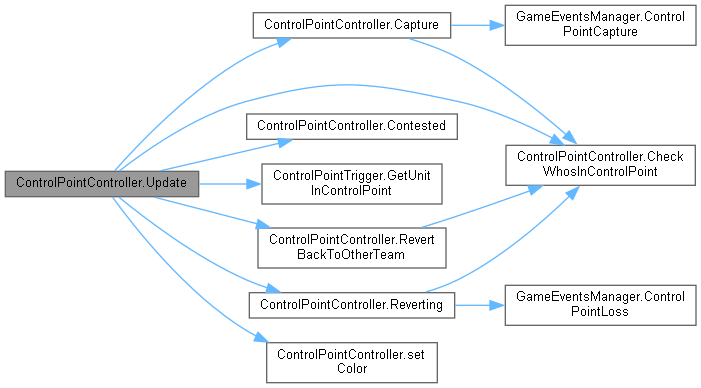 ControlPointController.Update
ControlPointController.Capture
GameEventsManager.Control
PointCapture
ControlPointController.Contested
ControlPointController.Check
WhosInControlPoint
ControlPointTrigger.GetUnit
InControlPoint
ControlPointController.Revert
BackToOtherTeam
ControlPointController.Reverting
GameEventsManager.Control
PointLoss
ControlPointController.set
Color